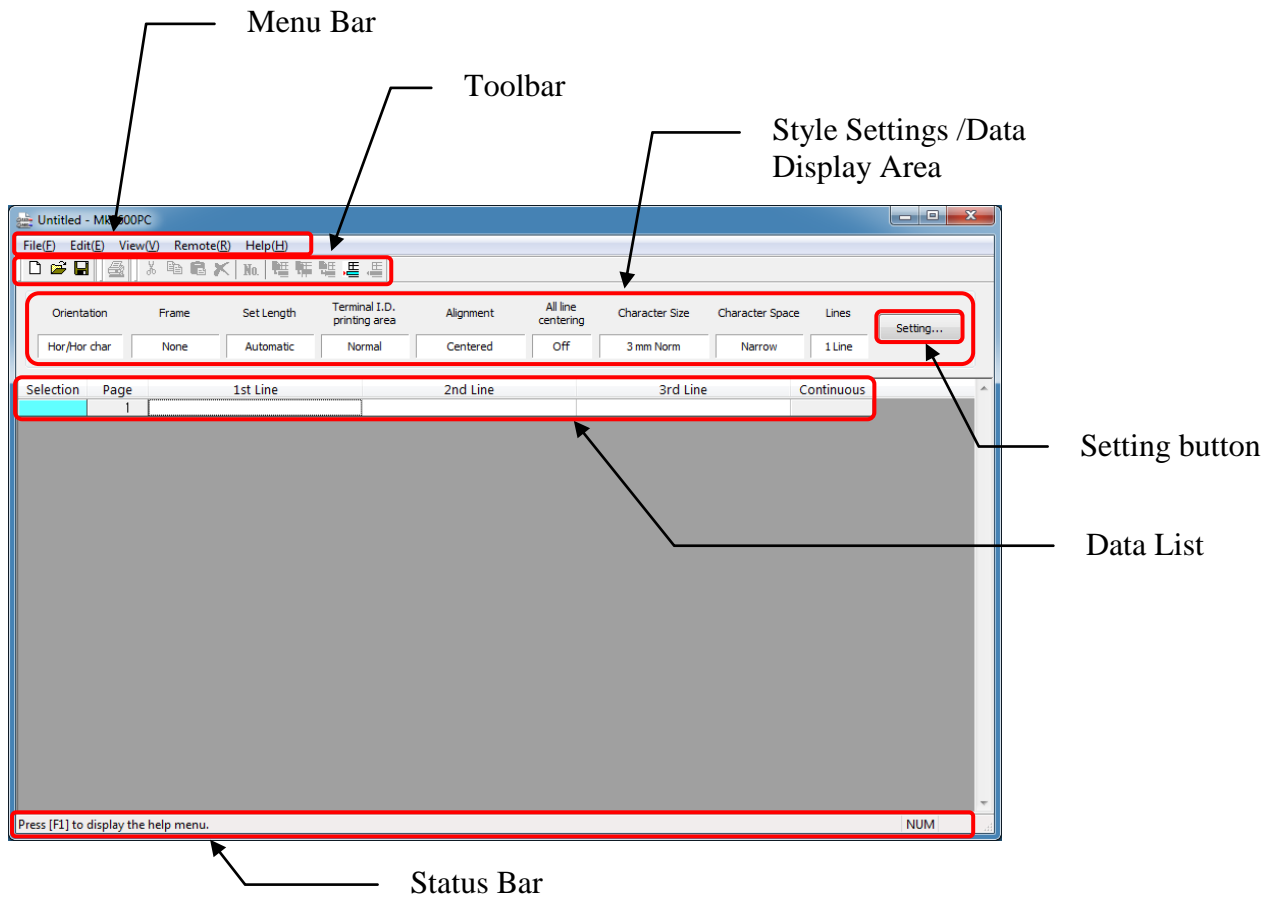 Menu Bar
Toolbar
Style Settings /Data
Display Area
Untitled - Mk2600PC
File(F) Edit(E) View(V) Remote(R) Help(H)
No.
Orientation Frame Set Length Terminal I.D. printing area Alignment All line centering Character Size Character Space Lines
Setting...
Hor/Hor char None Automatic Normal Centered Off 3 mm Norm Narrow 1 Line
Selection Page 1st Line 2nd Line 3rd Line Continuous
1
Setting button
Data List
Press [F1] to display the help menu. NUM
Status Bar